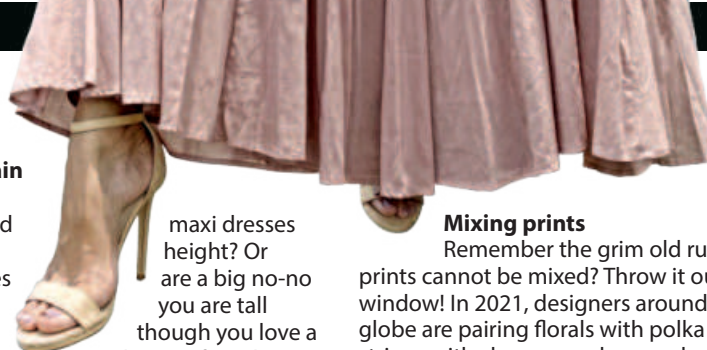 in
d
es
maxi dresses
height? Or
are a big no-no
you are tall
though you love a
Mixing prints
Remember the grim old ru
prints cannot be mixed? Throw it ou
window! In 2021, designers around
globe are pairing florals with polka